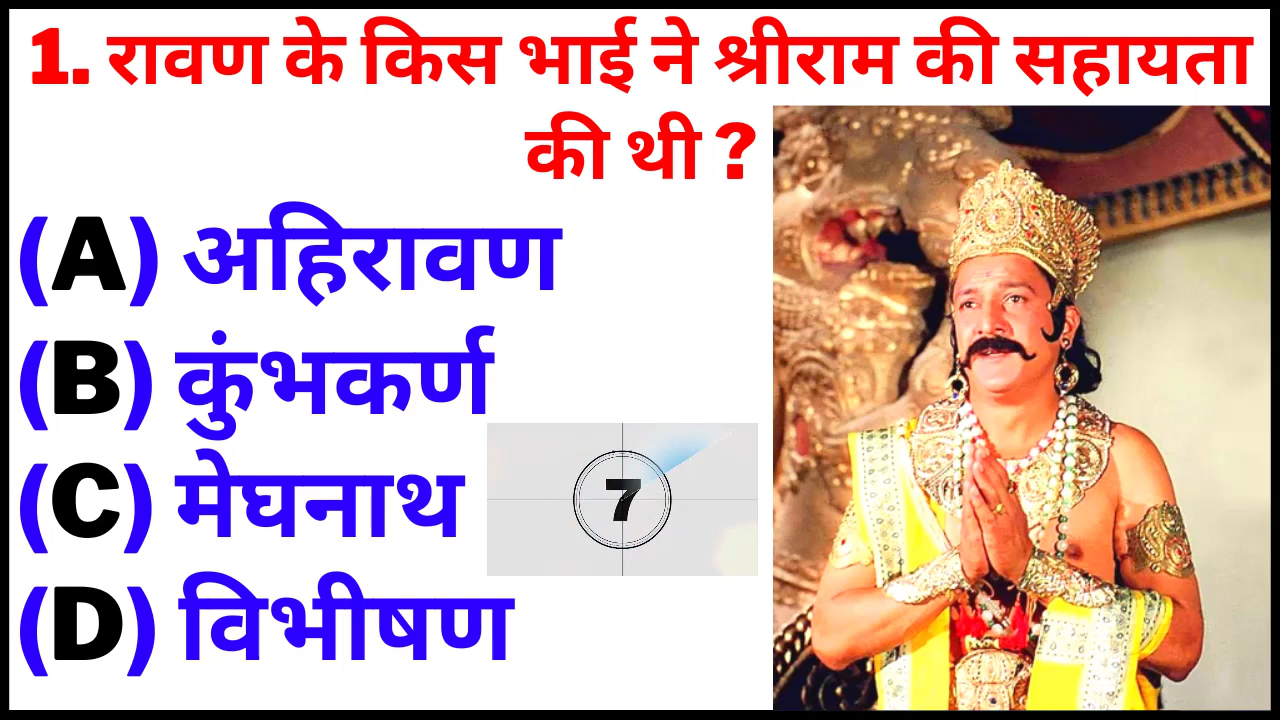 1. रावण के किस भाई ने श्रीराम की सहायता
की थी ?
(A) अहिरावण
(B) कुंभकर्ण
(C) मेघनाथ
7
(D) विभीषण